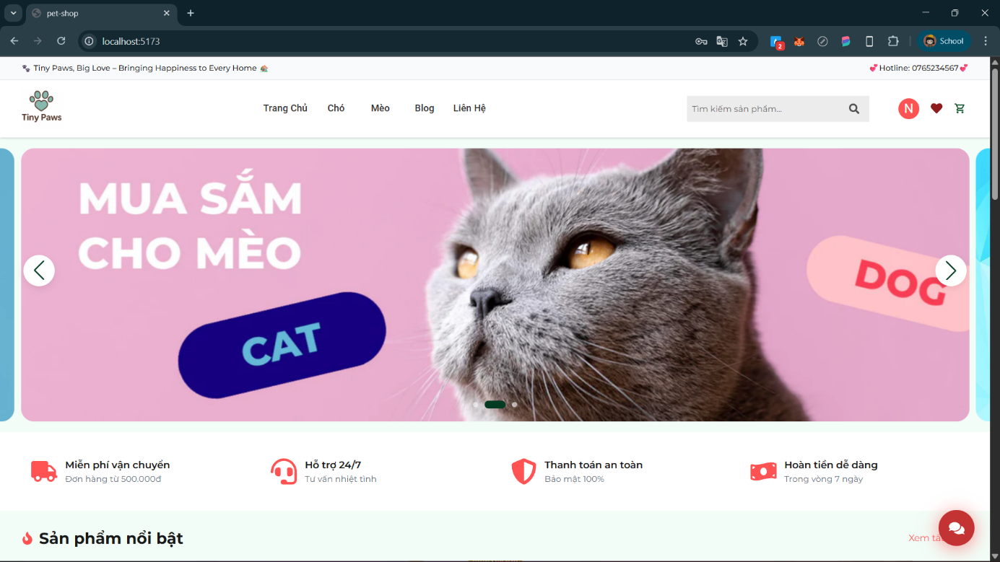 pet-shop
localhost:5173
2
School
🐾 Tiny Paws, Big Love – Bringing Happiness to Every Home 🏠
💞 Hotline: 0765234567 💞
Tiny Paws
Trang Chủ Chó Mèo Blog Liên Hệ
Tìm kiếm sản phẩm...
N
MUA SẮM
CHO MÈO
CAT
DOG
Miễn phí vận chuyển
Đơn hàng từ 500.000đ
Hỗ trợ 24/7
Tư vấn nhiệt tình
Thanh toán an toàn
Bảo mật 100%
Hoàn tiền dễ dàng
Trong vòng 7 ngày
Sản phẩm nổi bật
Xem